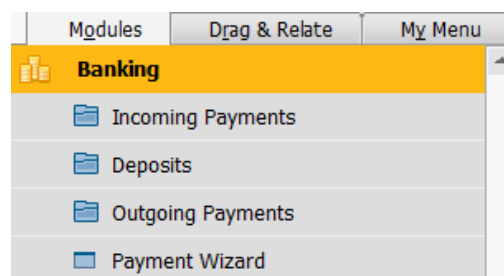 Modules Drag & Relate My Menu
Banking
Incoming Payments
Deposits
Outgoing Payments
Payment Wizard